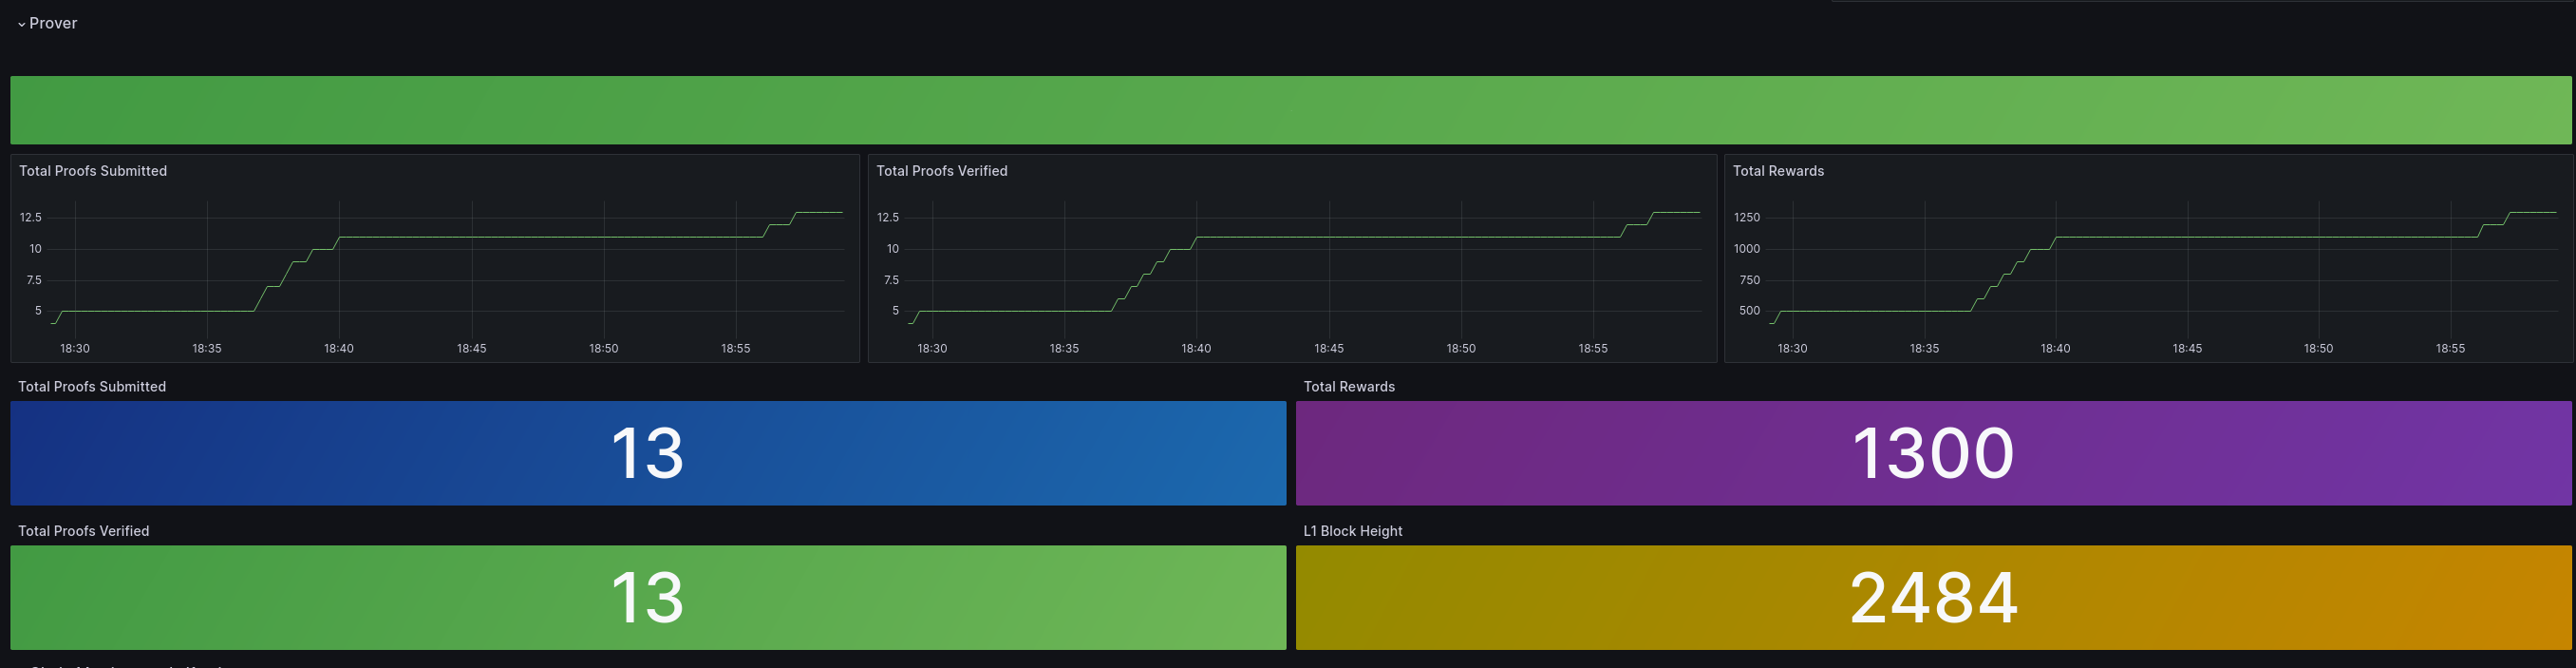 Prover
Total Proofs Submitted
12.5
10
7.5
5
18:30 18:35 18:40 18:45 18:50 18:55
Total Proofs Verified
12.5
10
7.5
5
18:30 18:35 18:40 18:45 18:50 18:55
Total Rewards
1250
1000
750
500
18:30 18:35 18:40 18:45 18:50 18:55
Total Proofs Submitted
13
Total Rewards
1300
Total Proofs Verified
13
L1 Block Height
2484